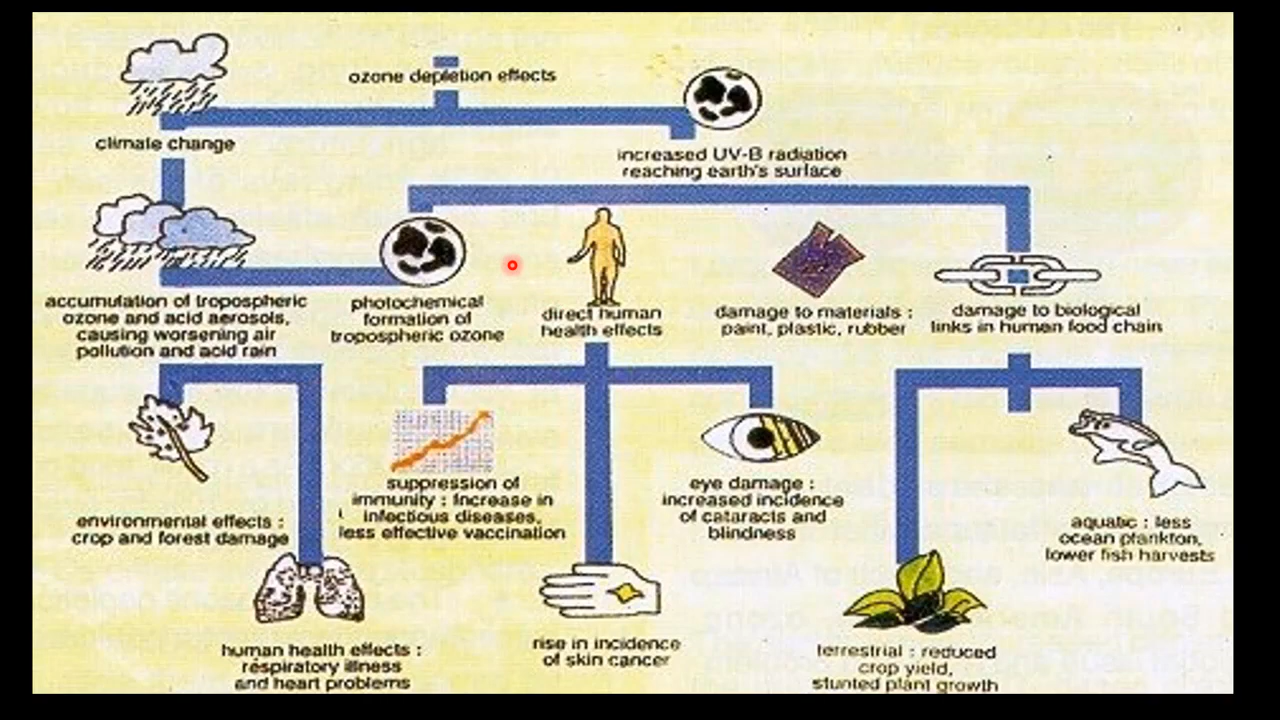 ozone depletion effects
climate change
increased UV-B radiation
reaching earth's surface
accumulation of tropospheric
ozone and acid aerosols,
causing worsening air
pollution and acid rain
photochemical
formation of
tropospheric ozone
direct human
health effects
damage to materials :
paint, plastic, rubber
damage to biological
links in human food chain
environmental effects :
crop and forest damage
human health effects :
respiratory illness
and heart problems
suppression of
immunity : increase in
infectious diseases,
less effective vaccination
rise in incidence
of skin cancer
eye damage :
increased incidence
of cataracts and
blindness
terrestrial : reduced
crop yield,
stunted plant growth
aquatic : less
ocean plankton,
lower fish harvests